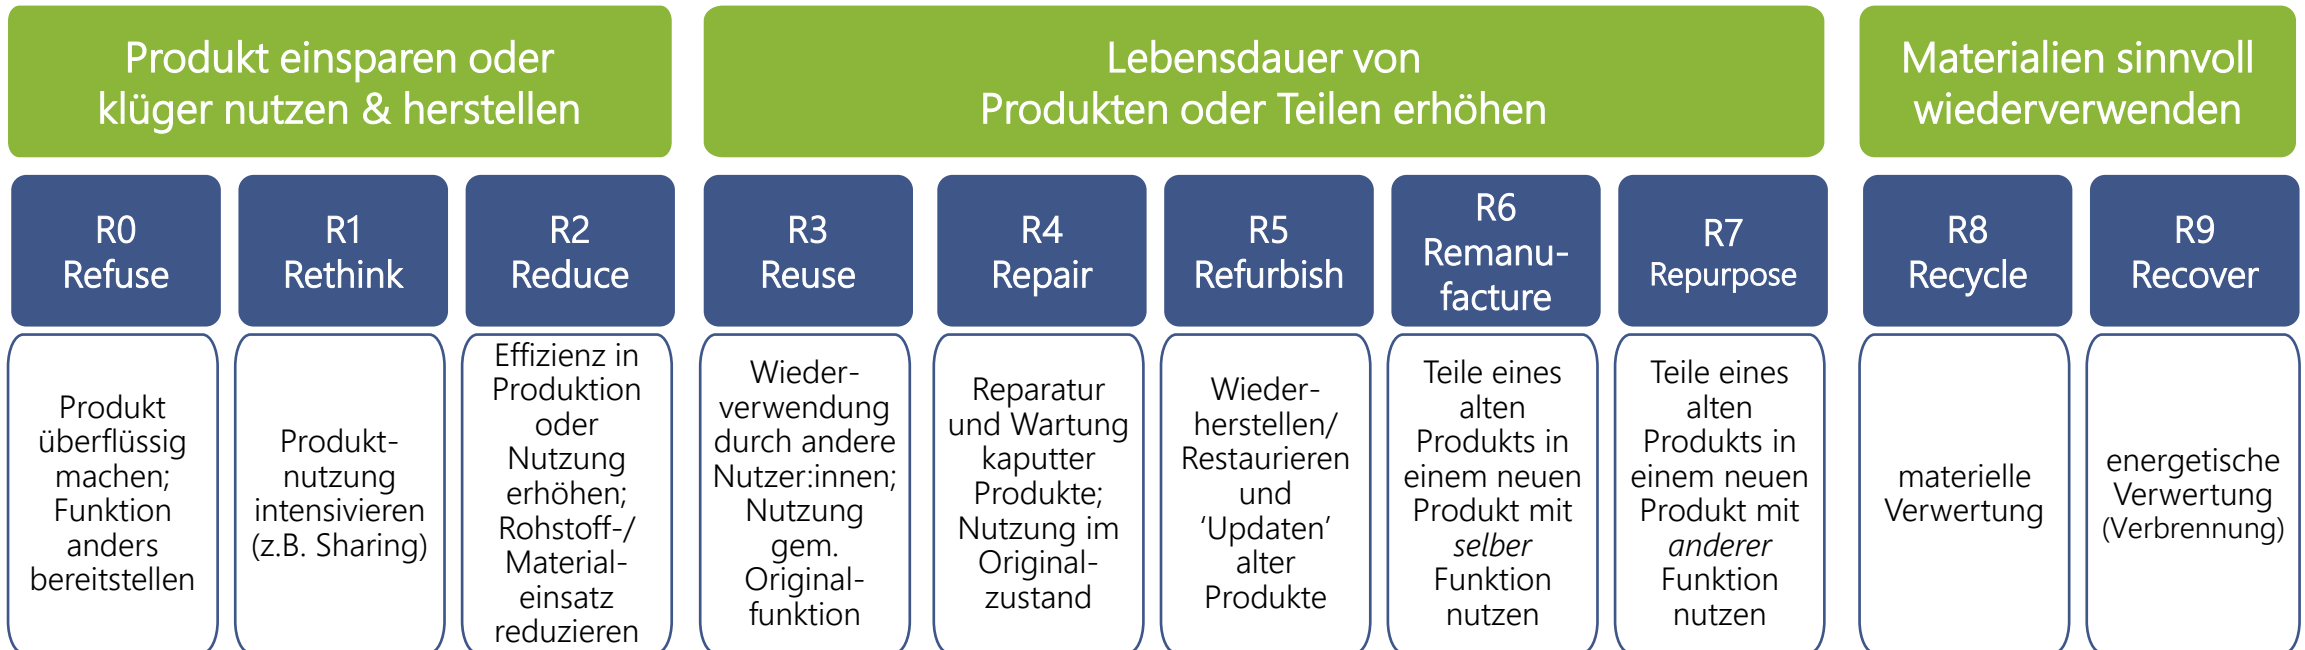 Produkt einsparen oder
klüger nutzen & herstellen
Lebensdauer von
Produkten oder Teilen erhöhen
Materialien sinnvoll
wiederverwenden
R0
Refuse
R1
Rethink
R2
Reduce
R3
Reuse
R4
Repair
R5
Refurbish
R6
Remanu-
facture
R7
Repurpose
R8
Recycle
R9
Recover
Produkt
überflüssig
machen;
Funktion
anders
bereitstellen
Produkt-
nutzung
intensivieren
(z.B. Sharing)
Effizienz in
Produktion
oder
Nutzung
erhöhen;
Rohstoff-/
Material-
einsatz
reduzieren
Wieder-
verwendung
durch andere
Nutzer:innen;
Nutzung
gem.
Original-
funktion
Reparatur
und Wartung
kaputter
Produkte;
Nutzung im
Original-
zustand
Wieder-
herstellen/
Restaurieren
und
‘Updaten’
alter
Produkte
Teile eines
alten
Produkts in
einem neuen
Produkt mit
selber
Funktion
nutzen
Teile eines
alten
Produkts in
einem neuen
Produkt mit
anderer
Funktion
nutzen
materielle
Verwertung
energetische
Verwertung
(Verbrennung)